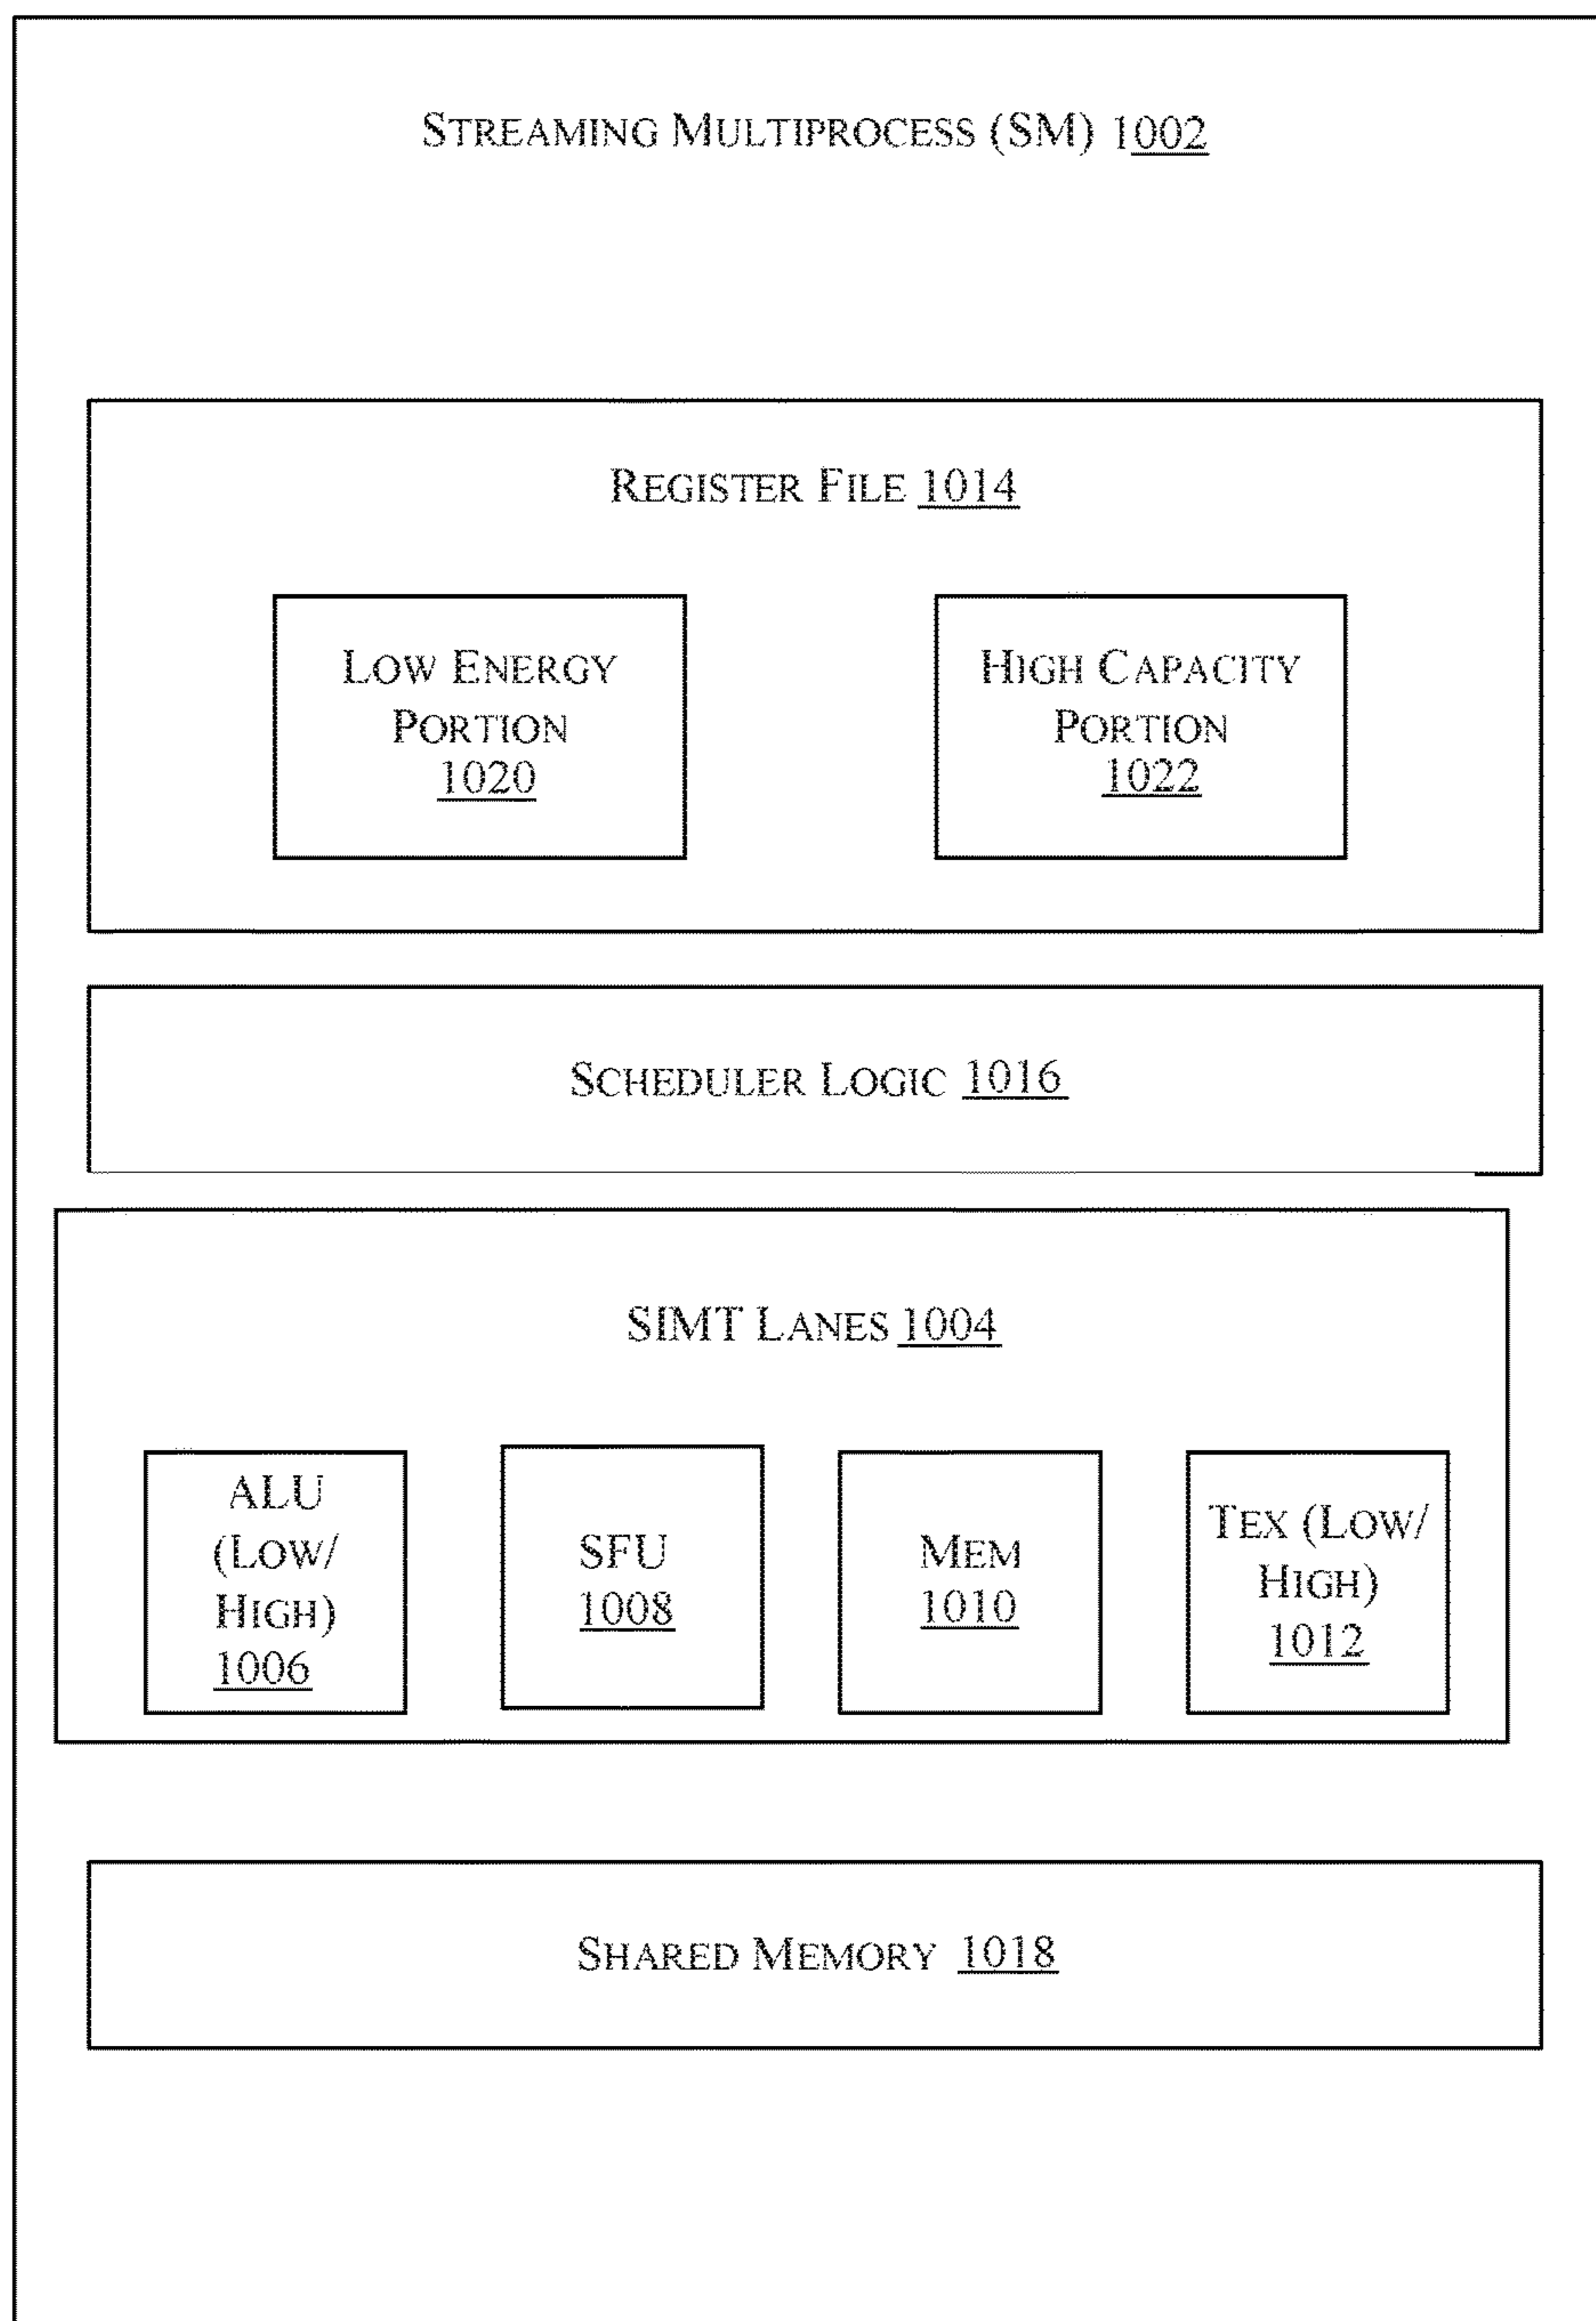 STREAMING MULTIPROCESS (SM) 1002
REGISTER FILE 1014
LOW ENERGY
PORTION
1020
HIGH CAPACITY
PORTION
1022
SCHEDULER LOGIC 1016
SIMT LANES 1004
ALU
(LOW/
HIGH)
1006
SFU
1008
MEM
1010
TEX (LOW/
HIGH)
1012
SHARED MEMORY 1018